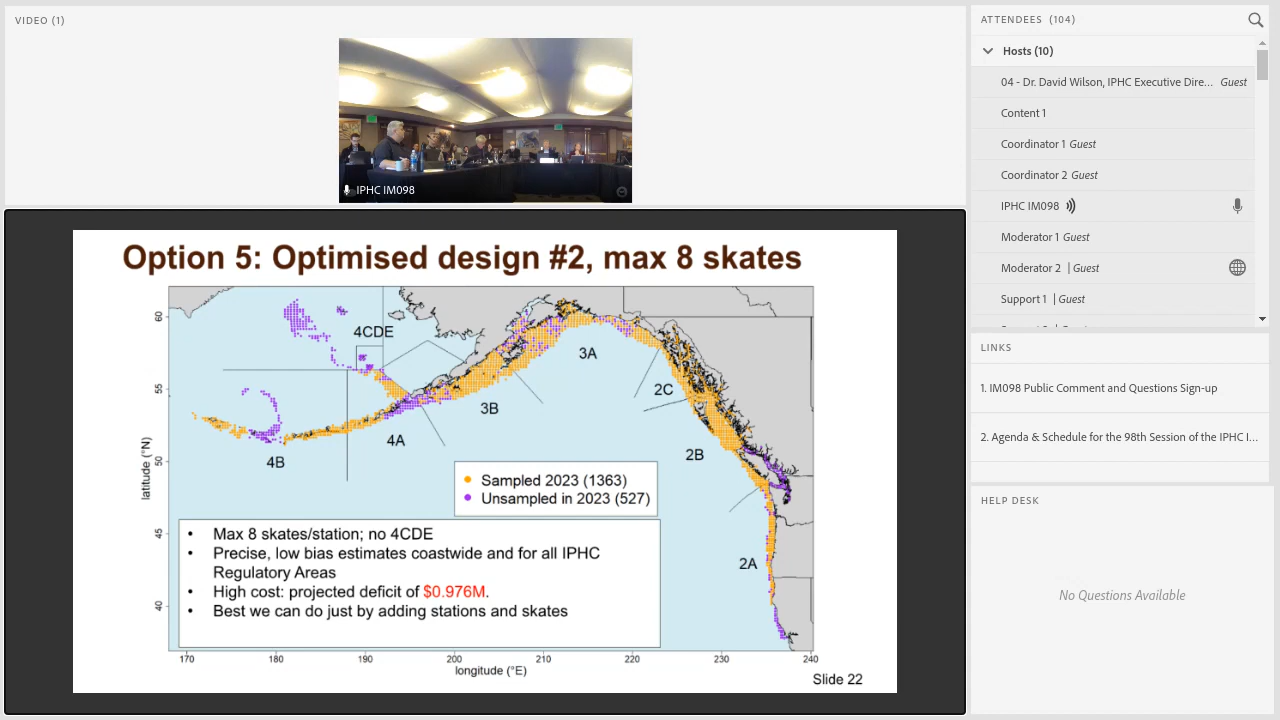 VIDEO (1)
IPHC IM098
Option 5: Optimised design #2, max 8 skates
4CDE
3A
2C
3B
4A
4B
2B
2A
Sampled 2023 (1363)
Unsampled in 2023 (527)
• Max 8 skates/station; no 4CDE
• Precise, low bias estimates coastwide and for all IPHC
Regulatory Areas
• High cost: projected deficit of $0.976M.
• Best we can do just by adding stations and skates
60
55
50
45
40
latitude (°N)
170 180 190 200 210 220 230 240
longitude (°E)
Slide 22
ATTENDEES (104)
Hosts (10)
04 - Dr. David Wilson, IPHC Executive Dire... Guest
Content 1
Coordinator 1 Guest
Coordinator 2 Guest
IPHC IM098
Moderator 1 Guest
Moderator 2 | Guest
Support 1 | Guest
LINKS
1. IM098 Public Comment and Questions Sign-up
2. Agenda & Schedule for the 98th Session of the IPHC I...
HELP DESK
No Questions Available